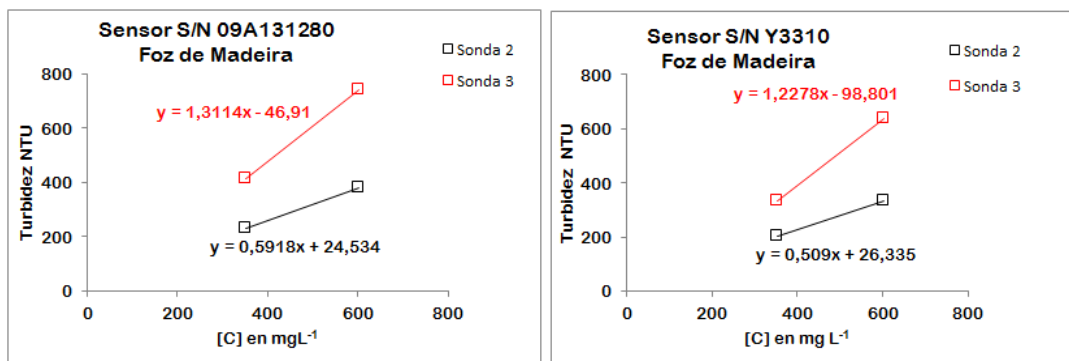 Sensor S/N 09A131280
Foz de Madeira
Sonda 2
Sonda 3
y = 1,3114x - 46,91
y = 0,5918x + 24,534
Turbidez NTU
800
600
400
200
0
0 200 400 600 800
[C] en mgL-1
Sensor S/N Y3310
Foz de Madeira
Sonda 2
Sonda 3
y = 1,2278x - 98,801
y = 0,509x + 26,335
Turbidez NTU
800
600
400
200
0
0 200 400 600 800
[C] en mg L-1